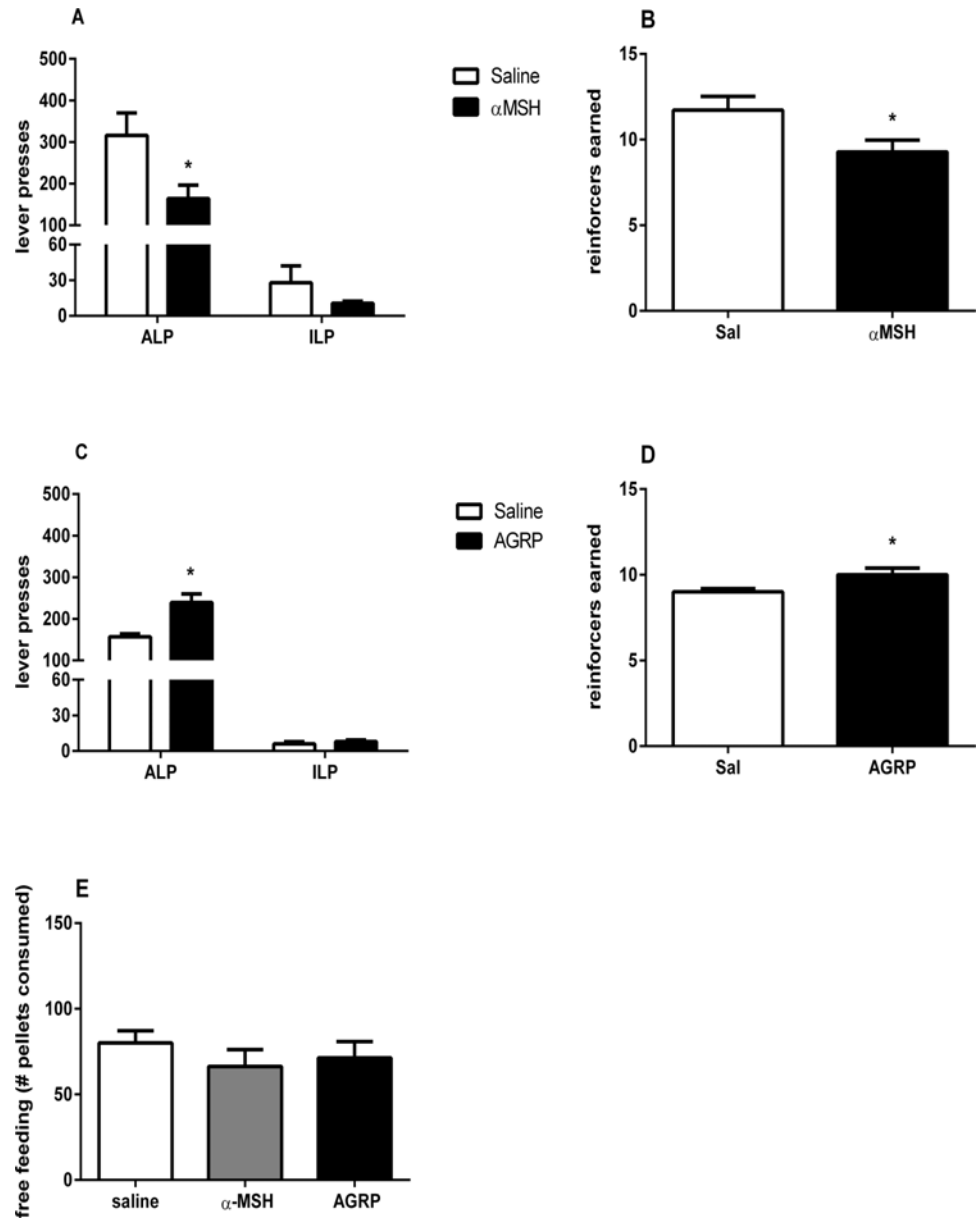 A
lever presses
500
400
300
200
100
60
30
0
*
ALP
ILP
Saline
αMSH
B
reinforcers earned
15
10
5
0
*
Sal
αMSH
C
lever presses
500
400
300
200
100
60
30
0
*
ALP
ILP
Saline
AGRP
D
reinforcers earned
15
10
5
0
*
Sal
AGRP
E
free feeding (# pellets consumed)
150
100
50
0
saline
α-MSH
AGRP